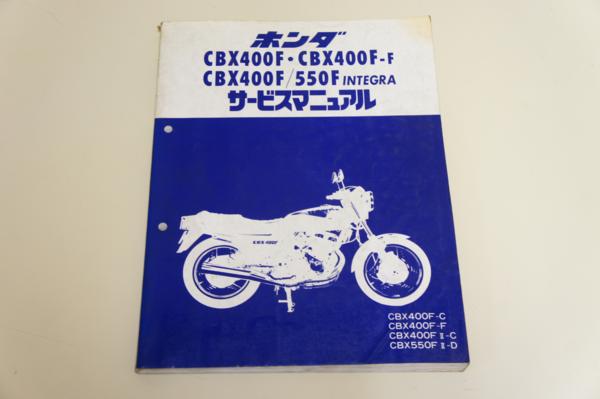 ホンダ
CBX400F・CBX400F-F
CBX400F/550F INTEGRA
サービスマニュアル
CBX400F
CBX400F-C
CBX400F-F
CBX400F II-C
CBX550F II-D